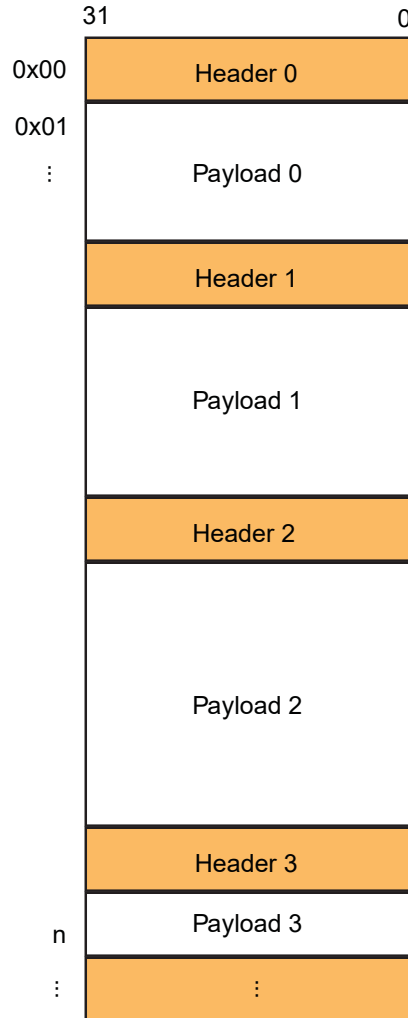 31 0
0x00 Header 0
0x01
⋮ Payload 0
Header 1
Payload 1
Header 2
Payload 2
Header 3
Payload 3
n
⋮ ⋮